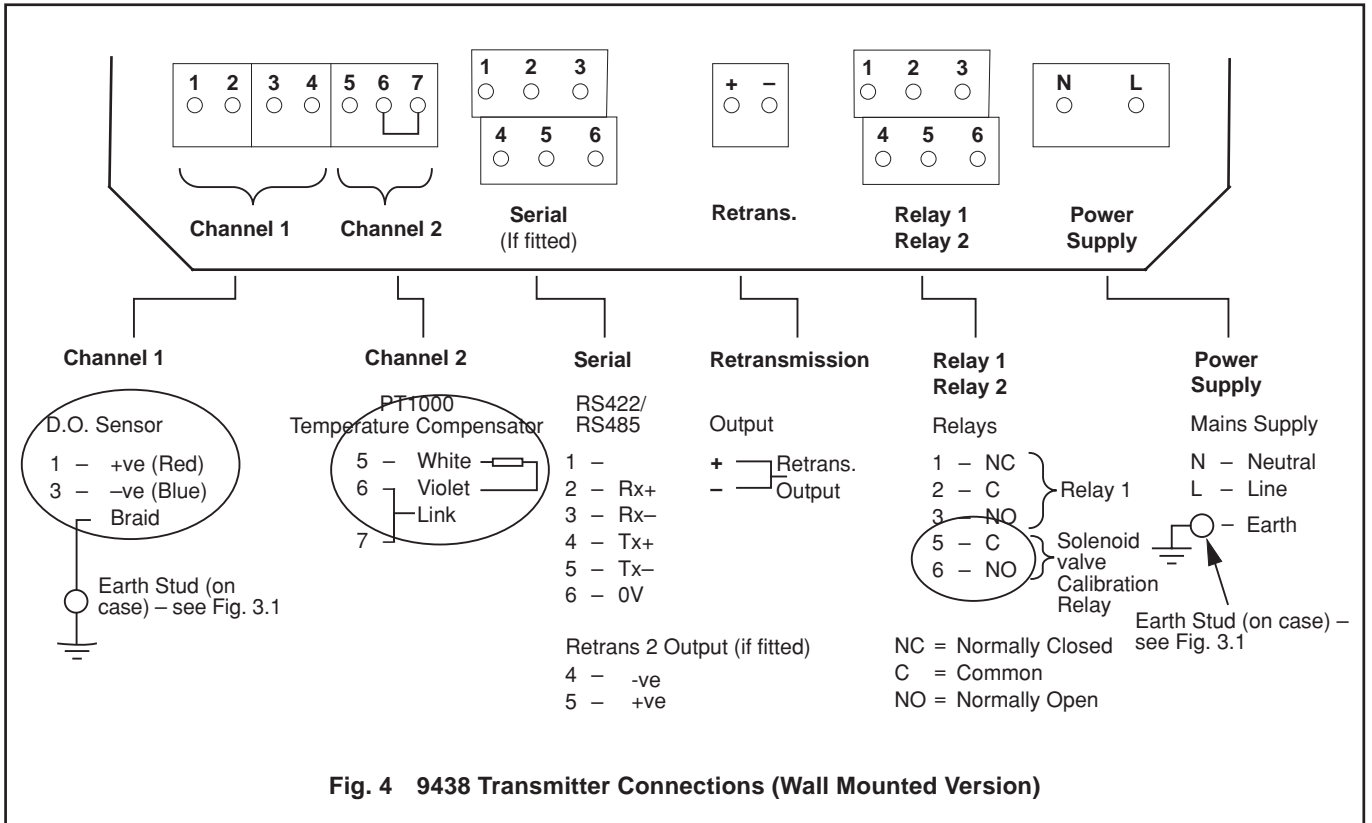 1 2 3 4 5 6 7
1 2 3
4 5 6
+ –
1 2 3
4 5 6
N L
Channel 1
Channel 2
Serial
(If fitted)
Retrans.
Relay 1
Relay 2
Power
Supply
Channel 1
D.O. Sensor
1 – +ve (Red)
3 – –ve (Blue)
Braid
Earth Stud (on
case) – see Fig. 3.1
Channel 2
PT1000
Temperature Compensator
5 – White
6 – Violet
Link
7
Serial
RS422/
RS485
1 –
2 – Rx+
3 – Rx–
4 – Tx+
5 – Tx–
6 – 0V
Retrans 2 Output (if fitted)
4 – -ve
5 – +ve
Retransmission
Output
+ Retrans.
– Output
Relay 1
Relay 2
Relays
1 – NC
2 – C
3 – NO
Relay 1
5 – C
6 – NO
Solenoid
valve
Calibration
Relay
NC = Normally Closed
C = Common
NO = Normally Open
Power
Supply
Mains Supply
N – Neutral
L – Line
– Earth
Earth Stud (on case) –
see Fig. 3.1
Fig. 4 9438 Transmitter Connections (Wall Mounted Version)